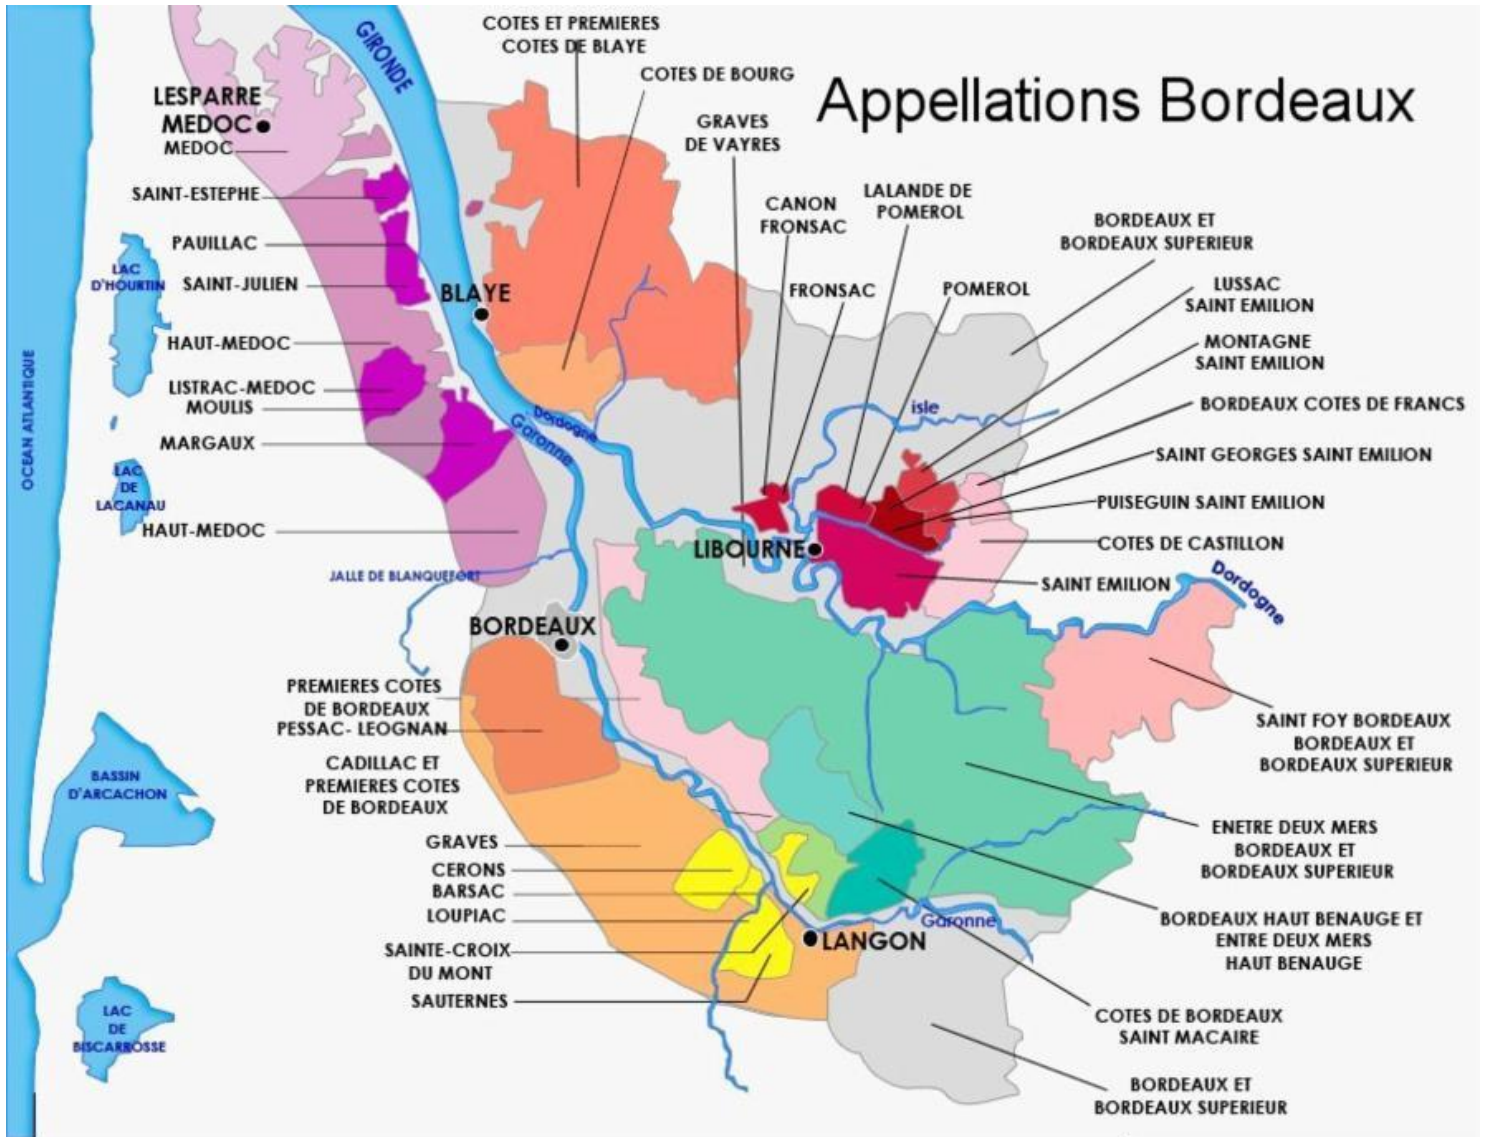 Appellations Bordeaux
GIRONDE
COTES ET PREMIERES
COTES DE BLAYE
COTES DE BOURG
GRAVES
DE VAYRES
CANON
FRONSAC
LALANDE DE
POMEROL
BORDEAUX ET
BORDEAUX SUPERIEUR
FRONSAC
POMEROL
LUSSAC
SAINT EMILION
MONTAGNE
SAINT EMILION
BORDEAUX COTES DE FRANCS
SAINT GEORGES SAINT EMILION
PUISEGUIN SAINT EMILION
COTES DE CASTILLON
SAINT EMILION
LESPARRE
MEDOC
MEDOC
SAINT-ESTEPHE
PAUILLAC
SAINT-JULIEN
BLAYE
HAUT-MEDOC
LISTRAC-MEDOC
MOULIS
MARGAUX
HAUT-MEDOC
LAC
D'HOURTIN
OCEAN ATLANTIQUE
LAC
DE
LACANAU
Dordogne
Garonne
isle
LIBOURNE
JALLE DE BLANQUEFORT
BORDEAUX
Dordogne
PREMIERES COTES
DE BORDEAUX
PESSAC- LEOGNAN
CADILLAC ET
PREMIERES COTES
DE BORDEAUX
GRAVES
CERONS
BARSAC
LOUPIAC
SAINTE-CROIX
DU MONT
SAUTERNES
BASSIN
D'ARCACHON
LAC
DE
BISCARROSSE
LANGON
Garonne
SAINT FOY BORDEAUX
BORDEAUX ET
BORDEAUX SUPERIEUR
ENETRE DEUX MERS
BORDEAUX ET
BORDEAUX SUPERIEUR
BORDEAUX HAUT BENAUGE ET
ENTRE DEUX MERS
HAUT BENAUGE
COTES DE BORDEAUX
SAINT MACAIRE
BORDEAUX ET
BORDEAUX SUPERIEUR